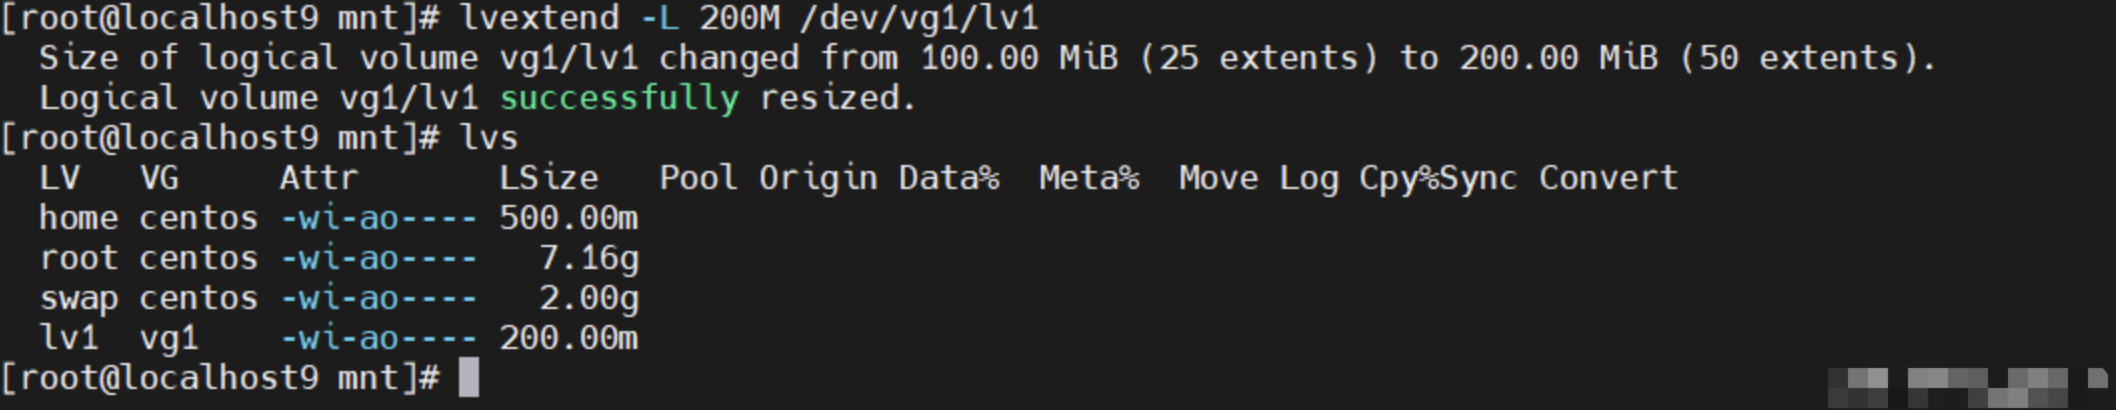 [root@localhost9 mnt]# lvextend -L 200M /dev/vg1/lv1
  Size of logical volume vg1/lv1 changed from 100.00 MiB (25 extents) to 200.00 MiB (50 extents).
  Logical volume vg1/lv1 successfully resized.
[root@localhost9 mnt]# lvs
  LV   VG     Attr       LSize   Pool Origin Data%  Meta%  Move Log Cpy%Sync Convert
  home centos -wi-ao---- 500.00m
  root centos -wi-ao----   7.16g
  swap centos -wi-ao----   2.00g
  lv1  vg1    -wi-ao---- 200.00m
[root@localhost9 mnt]#